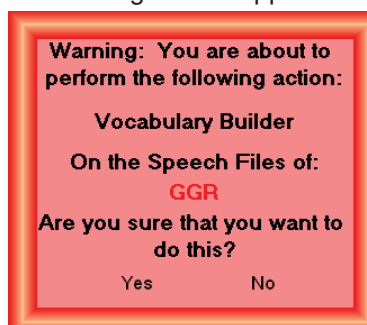 Warning: You are about to
perform the following action:
Vocabulary Builder
On the Speech Files of:
GGR
Are you sure that you want to
do this?
Yes No